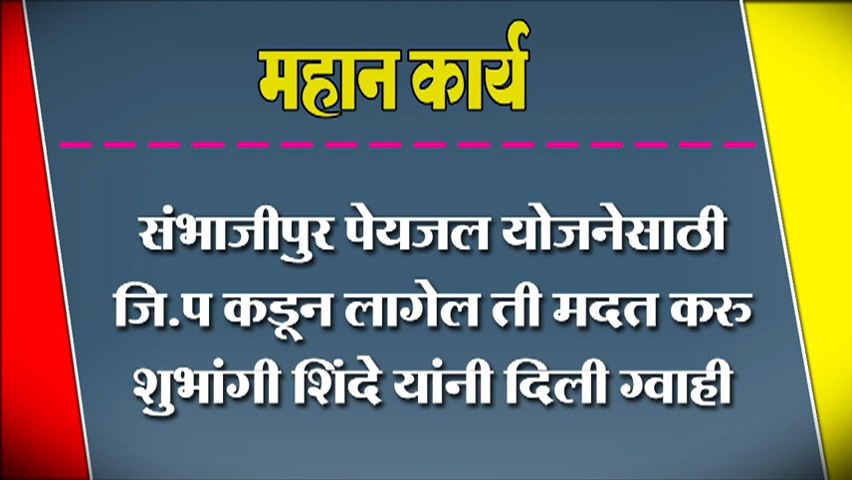 महान कार्य
संभाजीपुर पेयजल योजनेसाठी
जि.प कडून लागेल ती मदत करु
शुभांगी शिंदे यांनी दिली ग्वाही